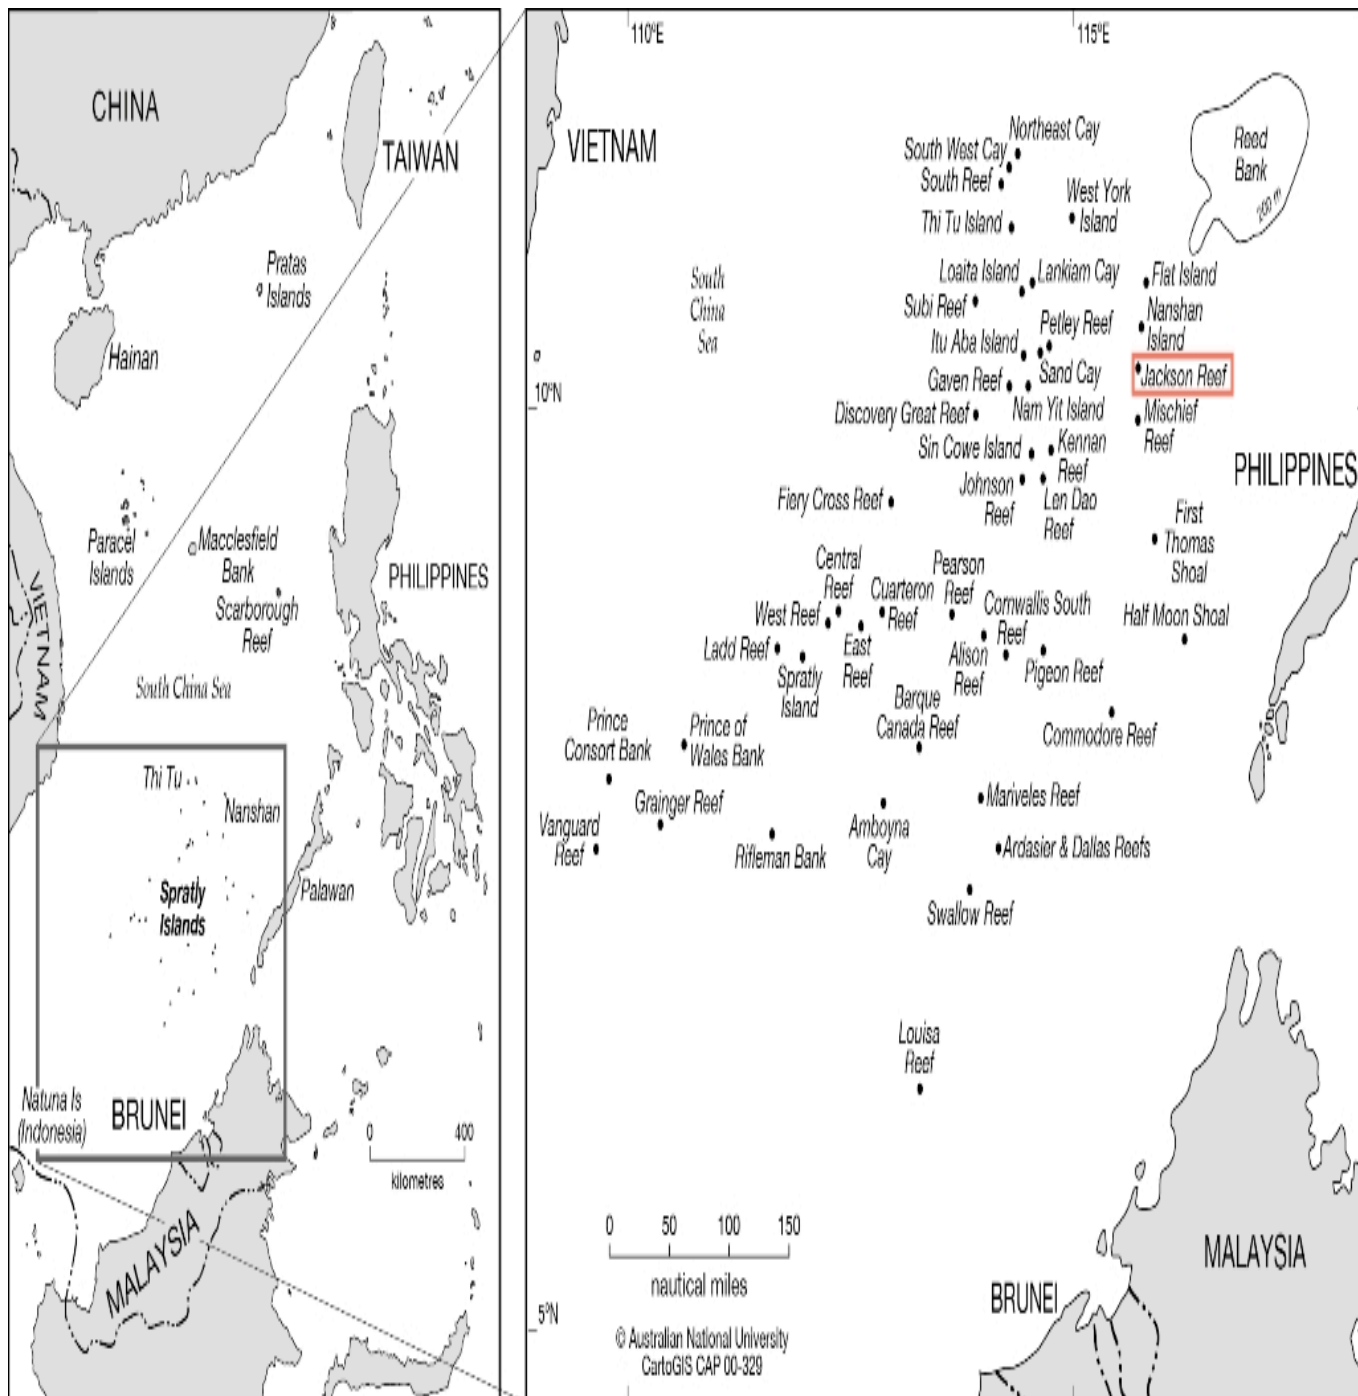 CHINA
TAIWAN
Pratas
Islands
Hainan
Paracel
Islands
Macclesfield
Bank
Scarborough
Reef
PHILIPPINES
VIETNAM
South China Sea
Thi Tu
Nanshan
Spratly
Islands
Palawan
Natuna Is
(Indonesia)
BRUNEI
0 400
kilometres
MALAYSIA
110°E
115°E
VIETNAM
Northeast Cay
South West Cay
South Reef
Reed
Bank
200 m
West York
Island
Thi Tu Island
South
China
Sea
Loaita Island
Lankiam Cay
Flat Island
Subi Reef
Nanshan
Island
Petley Reef
Itu Aba Island
Sand Cay
Jackson Reef
Gaven Reef
10°N
Nam Yit Island
Discovery Great Reef
Mischief
Reef
Sin Cowe Island
Kennan
Reef
PHILIPPINES
Johnson
Reef
Len Dao
Reef
Fiery Cross Reef
First
Thomas
Shoal
Central
Reef
Pearson
Reef
Cuarteron
Reef
Cornwallis South
Reef
West Reef
Half Moon Shoal
Ladd Reef
East
Reef
Alison
Reef
Pigeon Reef
Spratly
Island
Barque
Canada Reef
Prince
Consort Bank
Prince of
Wales Bank
Commodore Reef
Grainger Reef
Mariveles Reef
Vanguard
Reef
Rifleman Bank
Amboyna
Cay
Ardasier & Dallas Reefs
Swallow Reef
Louisa
Reef
0 50 100 150
nautical miles
MALAYSIA
BRUNEI
5°N
© Australian National University
CartoGIS CAP 00-329